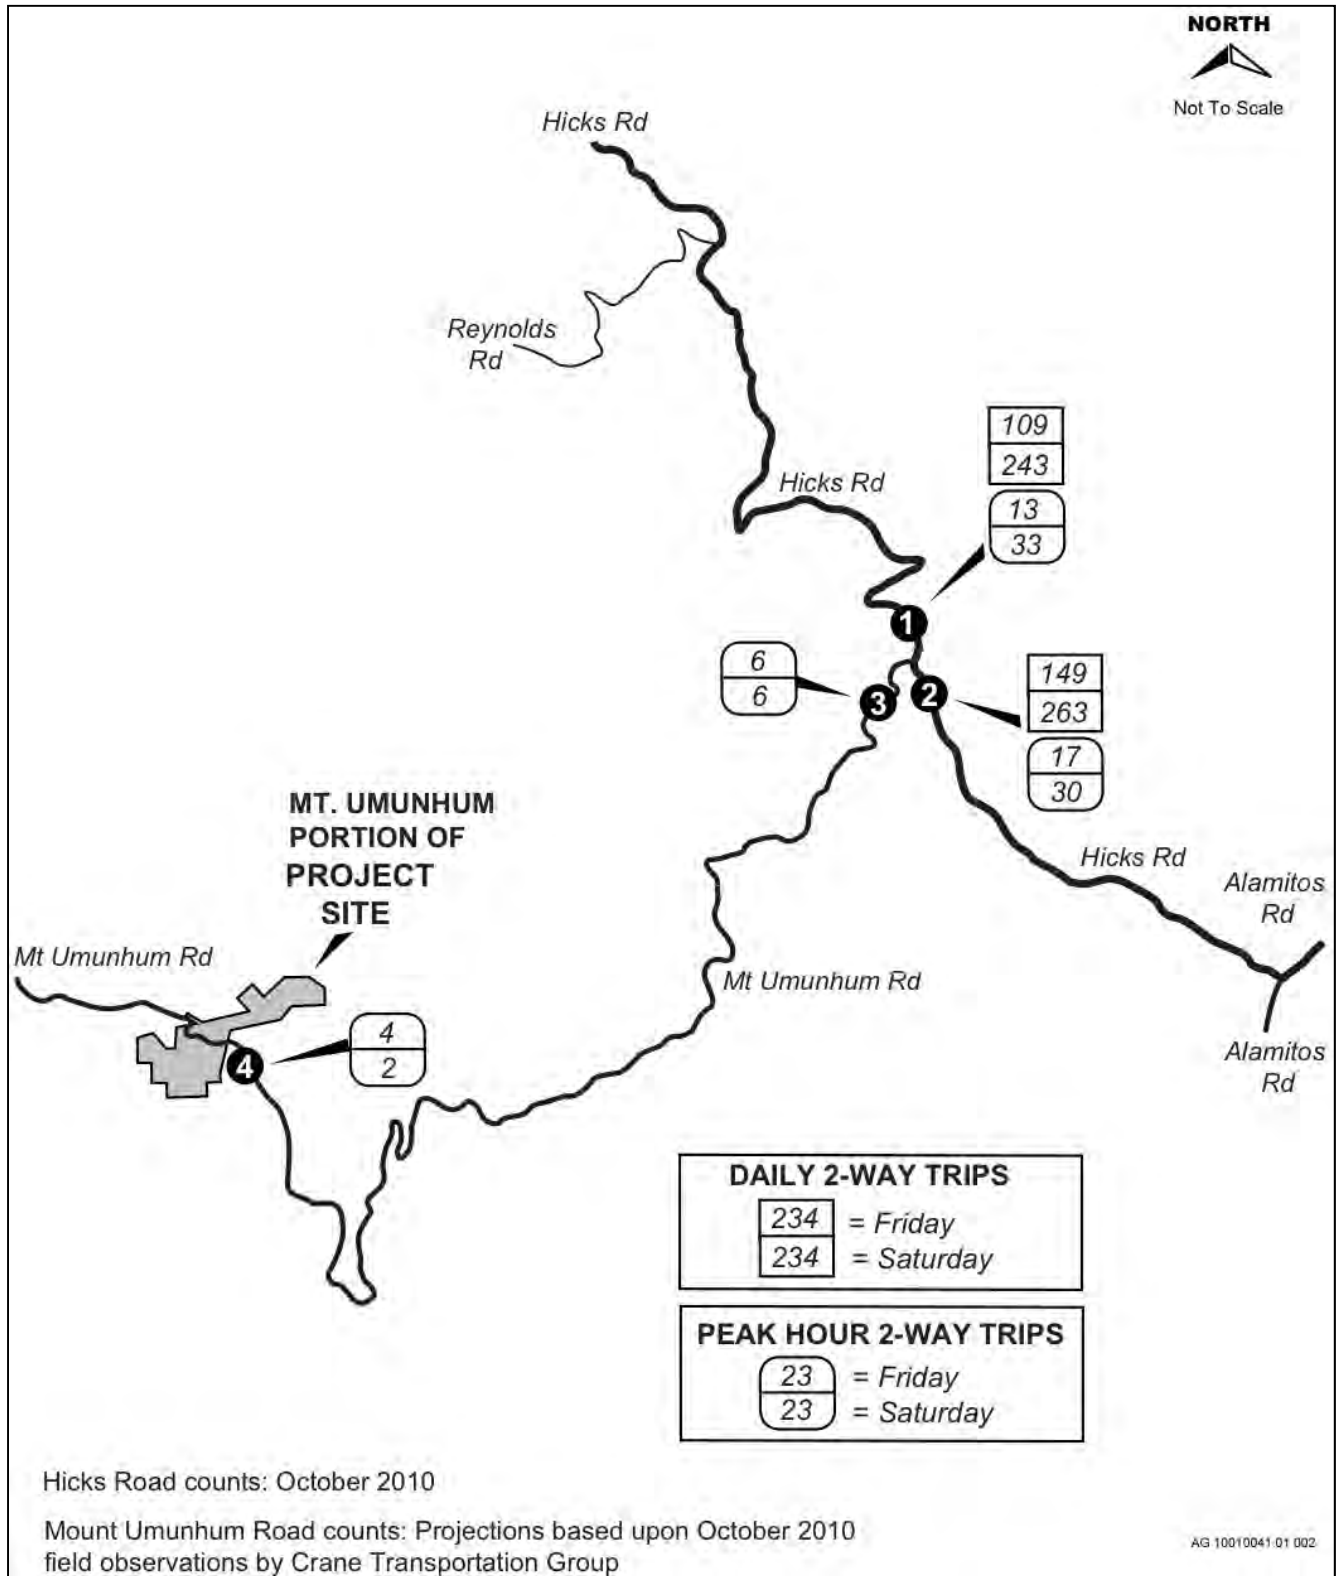 NORTH
Not To Scale
Hicks Rd
Reynolds
Rd
109
243
13
33
Hicks Rd
1
6
6
3
2
149
263
17
30
MT. UMUNHUM
PORTION OF
PROJECT
SITE
Hicks Rd
Alamitos
Rd
Mt Umunhum Rd
Mt Umunhum Rd
4
4
2
Alamitos
Rd
DAILY 2-WAY TRIPS
234 = Friday
234 = Saturday
PEAK HOUR 2-WAY TRIPS
23 = Friday
23 = Saturday
Hicks Road counts: October 2010
Mount Umunhum Road counts: Projections based upon October 2010
field observations by Crane Transportation Group
AG 10010041 01 002